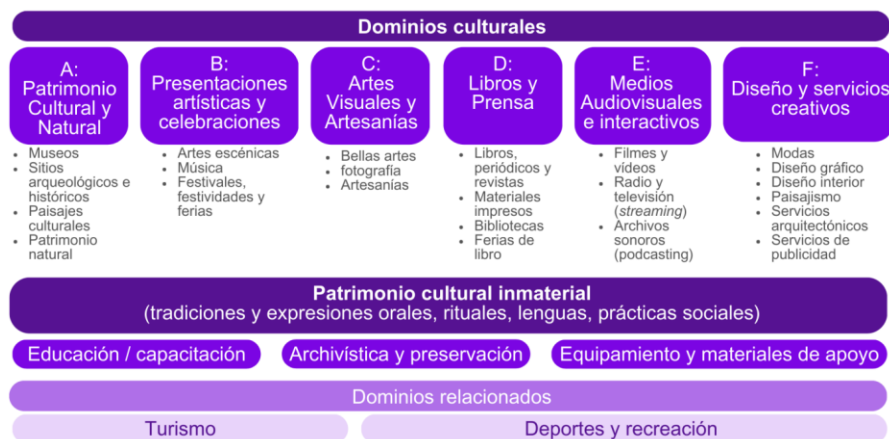 Dominios culturales
A:
Patrimonio
Cultural y
Natural
• Museos
• Sitios
arqueológicos e
históricos
• Paisajes
culturales
• Patrimonio
natural
B:
Presentaciones
artísticas y
celebraciones
• Artes escénicas
• Música
• Festivales,
festividades y
ferias
C:
Artes
Visuales y
Artesanías
• Bellas artes
• fotografía
• Artesanías
D:
Libros y
Prensa
• Libros,
periódicos y
revistas
• Materiales
impresos
• Bibliotecas
• Ferias de
libro
E:
Medios
Audiovisuales
e interactivos
• Filmes y
vídeos
• Radio y
televisión
(streaming)
• Archivos
sonoros
(podcasting)
F:
Diseño y servicios
creativos
• Modas
• Diseño gráfico
• Diseño interior
• Paisajismo
• Servicios
arquitectónicos
• Servicios de
publicidad
Patrimonio cultural inmaterial
(tradiciones y expresiones orales, rituales, lenguas, prácticas sociales)
Educación / capacitación
Archivística y preservación
Equipamiento y materiales de apoyo
Dominios relacionados
Turismo
Deportes y recreación